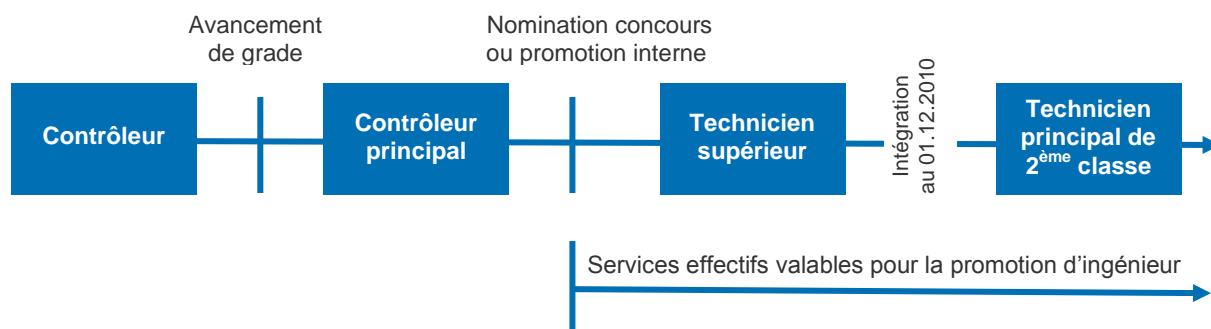 Avancement
de grade
Nomination concours
ou promotion interne
Contrôleur
Contrôleur
principal
Technicien
supérieur
Intégration
au 01.12.2010
Technicien
principal de
2ème classe
Services effectifs valables pour la promotion d'ingénieur